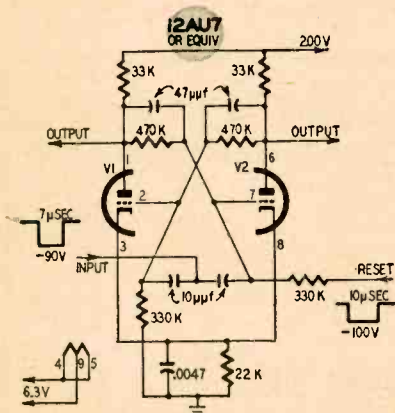 12AU7
OR EQUIV
200V
33K
33K
47µµf
OUTPUT
470K
470K
OUTPUT
1
6
V1
V2
2
7
3
8
7µSEC
-90V
INPUT
RESET
10µµf
330K
10µSEC
330K
-100V
4
9
5
.0047
22K
6.3V